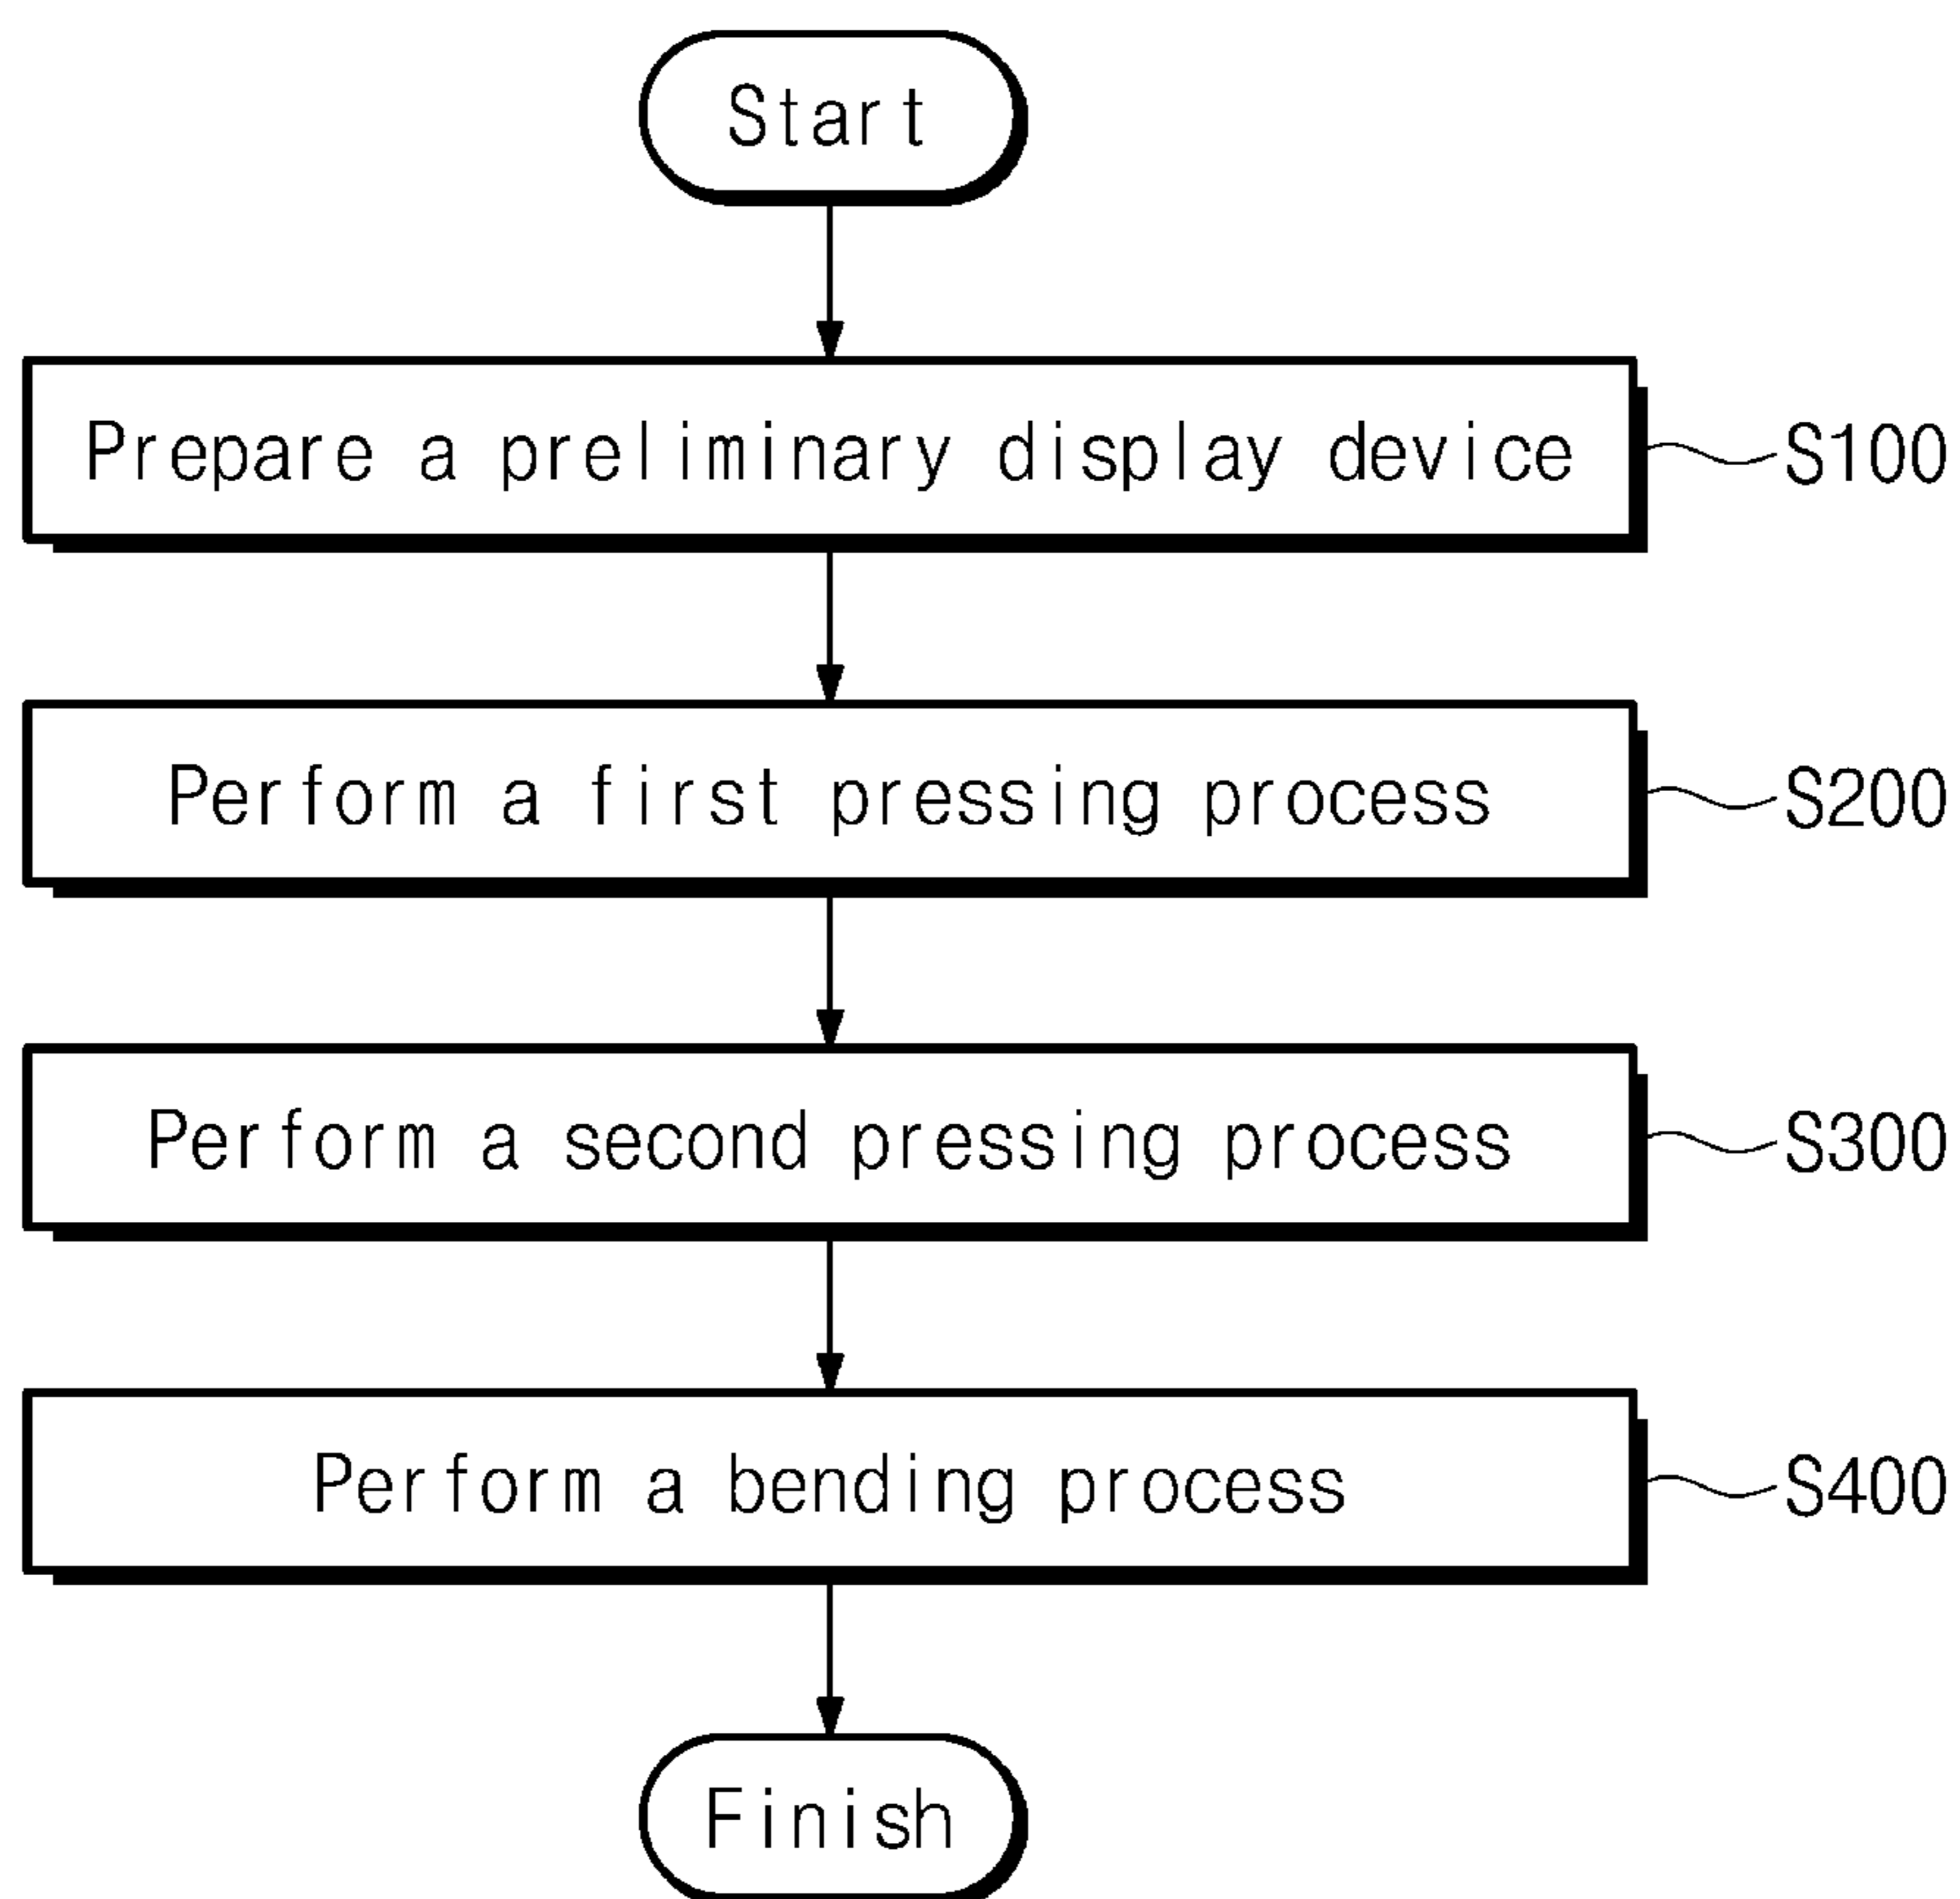 Start
Prepare a preliminary display device
S100
Perform a first pressing process
S200
Perform a second pressing process
S300
Perform a bending process
S400
Finish